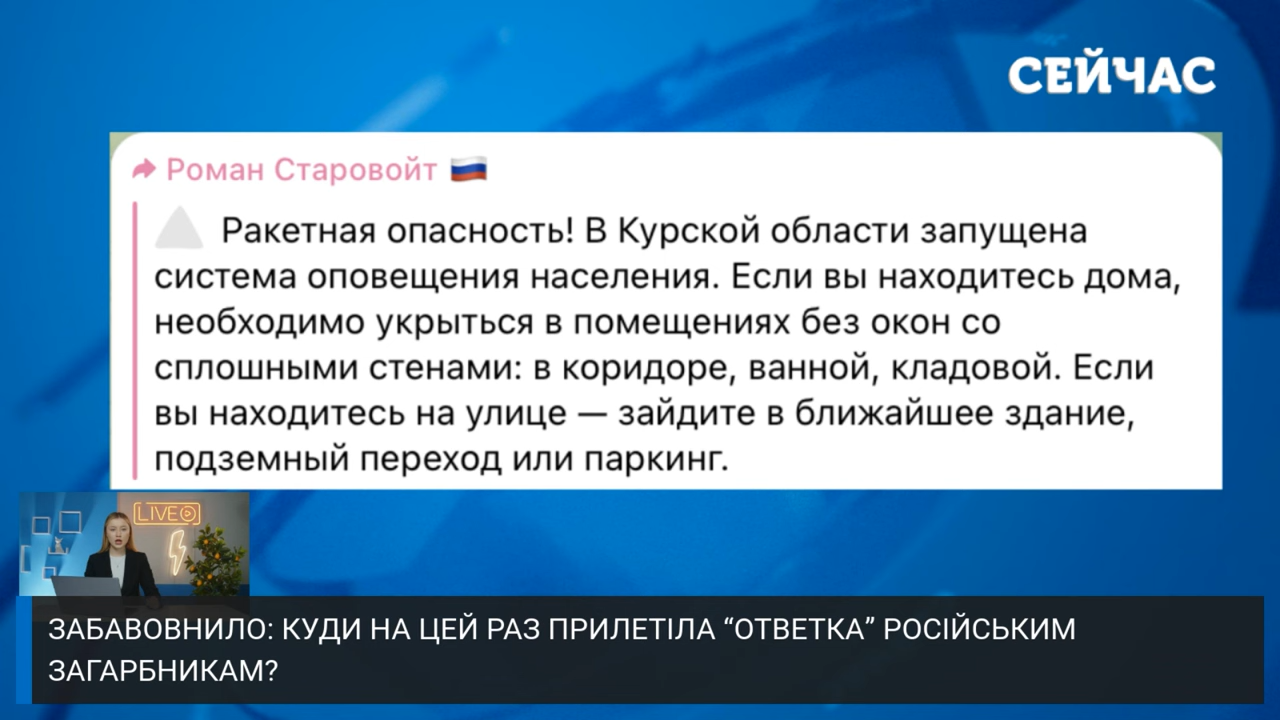 СЕЙЧАС
Роман Старовойт
Ракетная опасность! В Курской области запущена
система оповещения населения. Если вы находитесь дома,
необходимо укрыться в помещениях без окон со
сплошными стенами: в коридоре, ванной, кладовой. Если
вы находитесь на улице — зайдите в ближайшее здание,
подземный переход или паркинг.
LIVE
ЗАБАВОВНИЛО: КУДИ НА ЦЕЙ РАЗ ПРИЛЕТІЛА “ОТВЕТКА” РОСІЙСЬКИМ
ЗАГАРБНИКАМ?